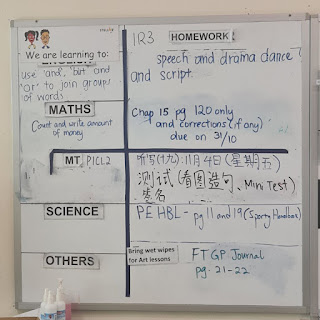 We are learning to:
ENGLISH
use 'and', 'but' and
'or' to join groups
of words
MATHS
Count and write amount
of money
MT P1CL2
SCIENCE
OTHERS
1R3 HOMEWORK
speech and drama dance
and script
Chap 15 pg 120 only
and corrections (if any)
due on 31/10
听写(十九):11月4日(星期五)
测试(看图造句、Mini Test)
签名
PE HBL - pg 11 and 19 (Sporty Handbook)
Bring wet wipes
for Art lessons
FTGP Journal
pg. 21-22